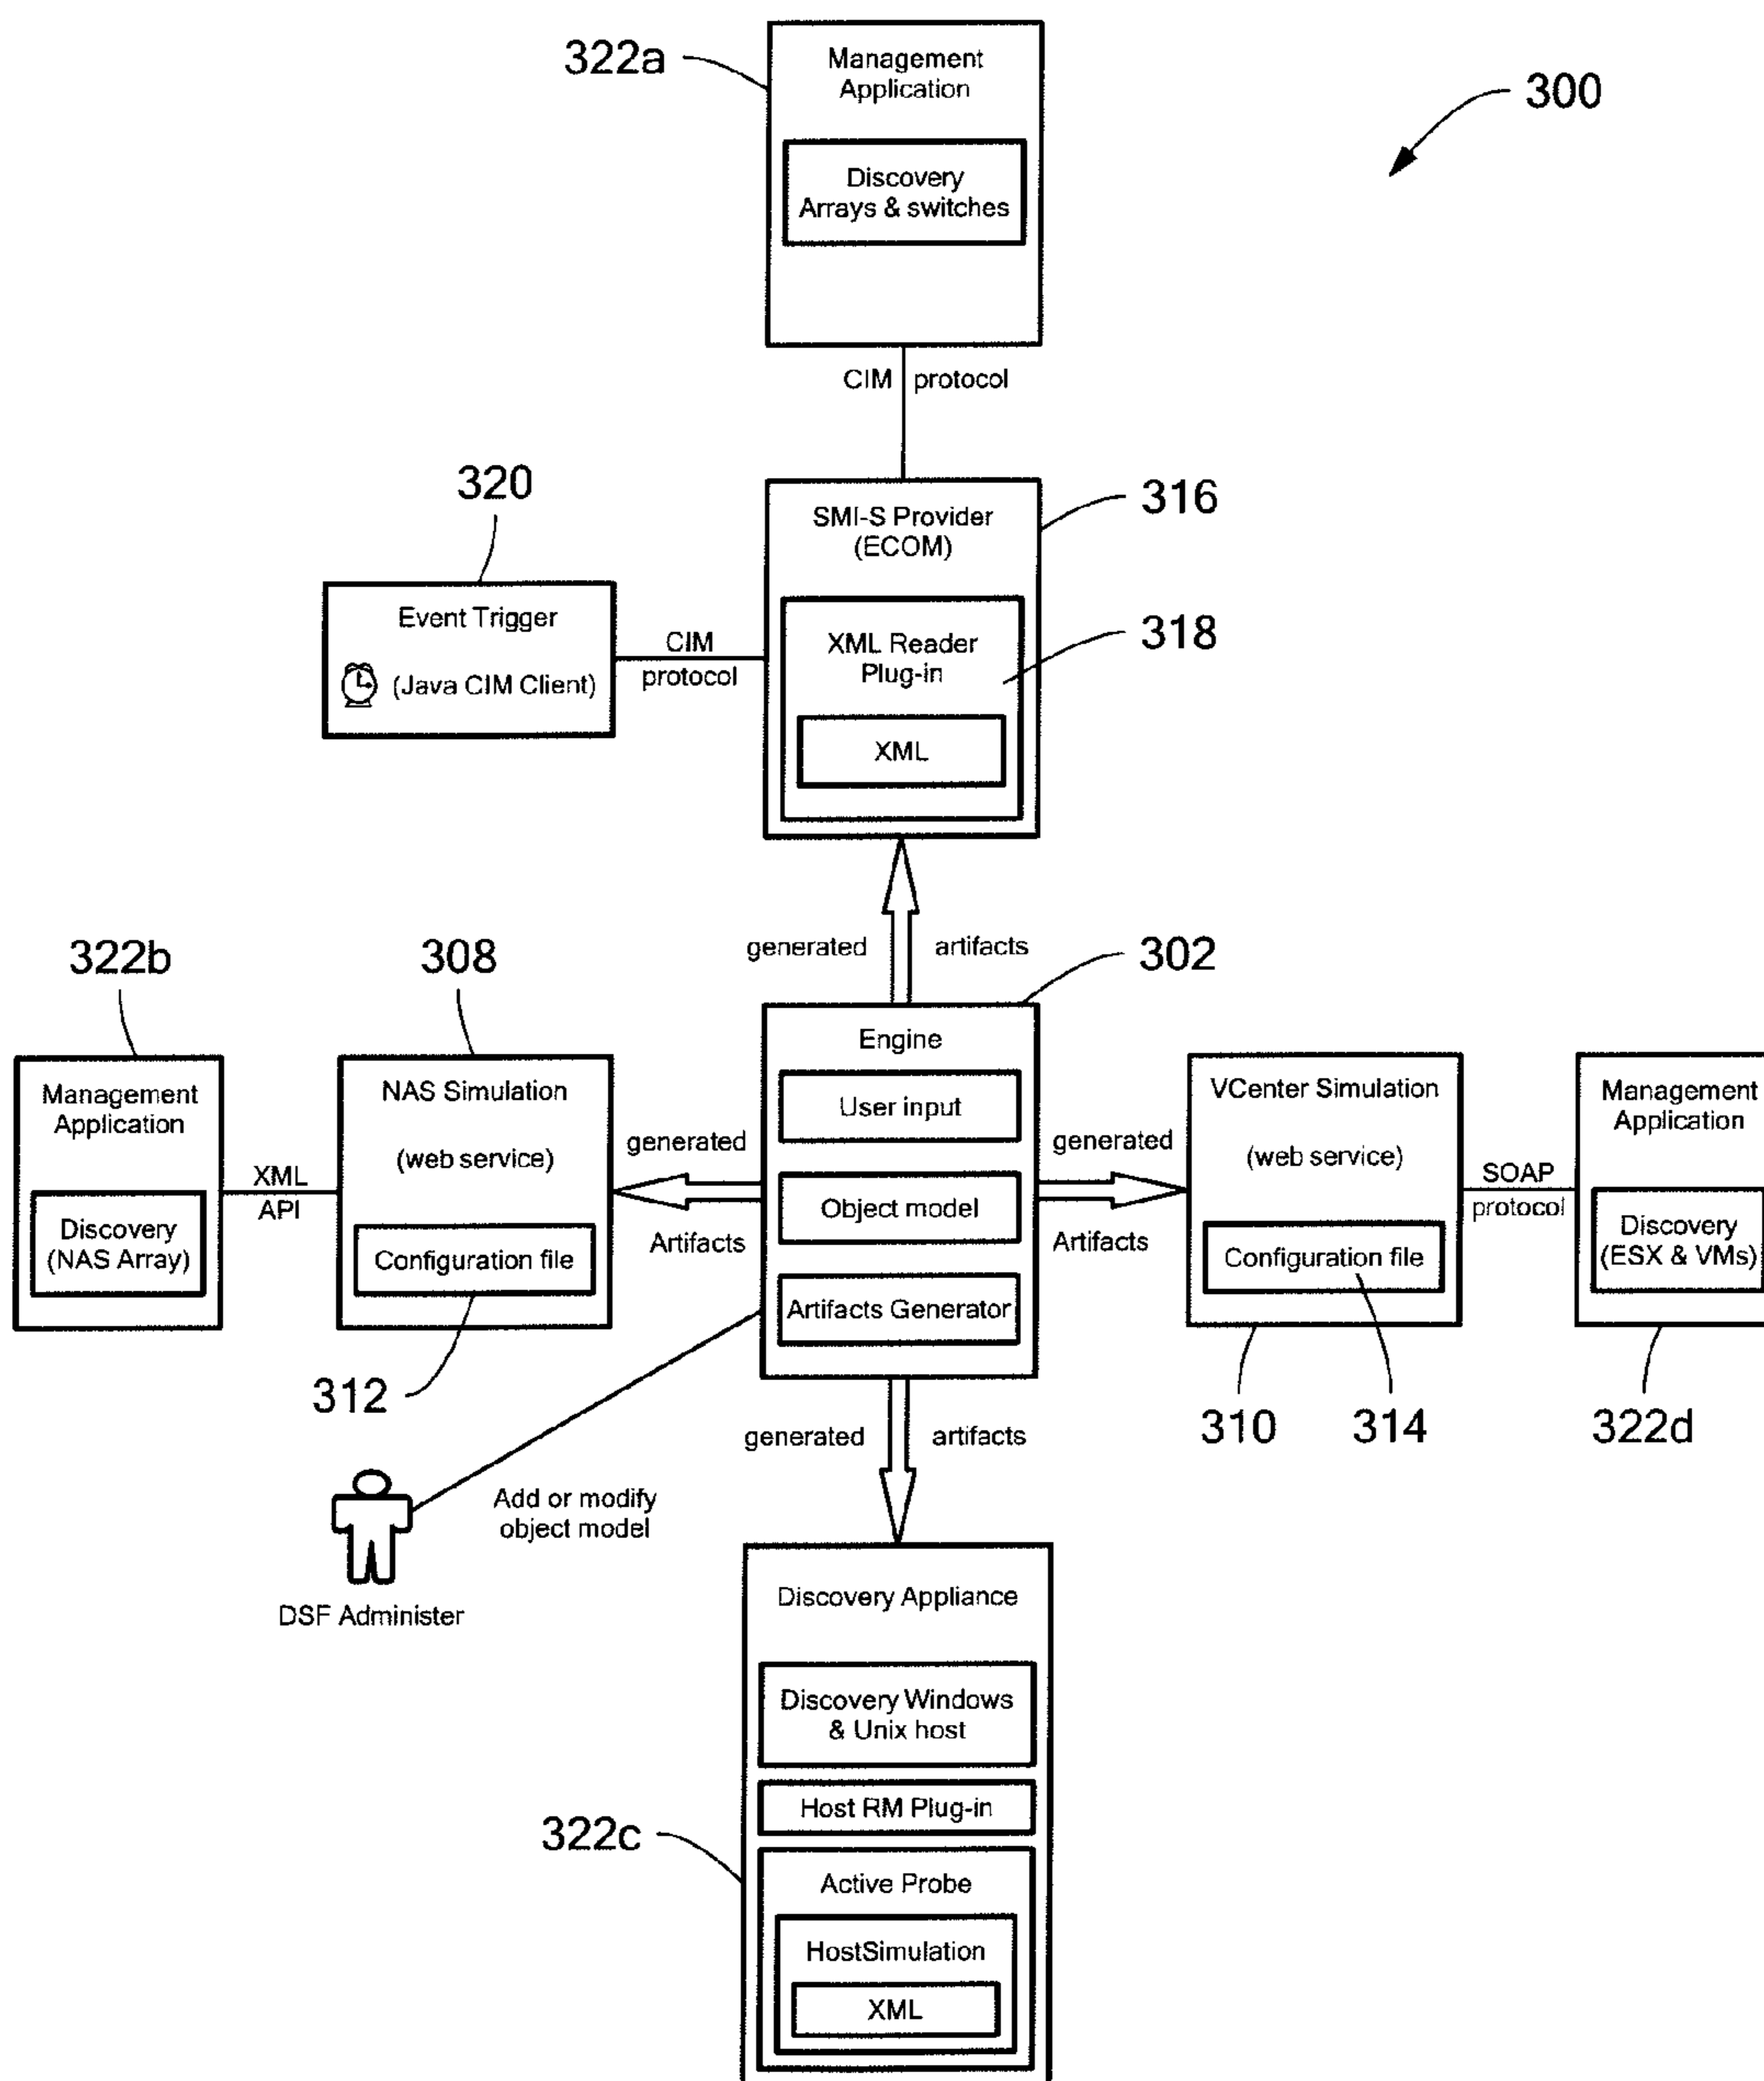 322a
Management
Application
300
Discovery
Arrays & switches
CIM protocol
320
316
SMI-S Provider
(ECOM)
Event Trigger
(Java CIM Client)
CIM
protocol
XML Reader
Plug-in
318
XML
generated artifacts
322b
308
302
Engine
User input
Object model
Artifacts Generator
Management
Application
Discovery
(NAS Array)
XML
API
NAS Simulation
(web service)
Configuration file
312
generated
Artifacts
generated
Artifacts
VCenter Simulation
(web service)
Configuration file
310
314
SOAP
protocol
Management
Application
Discovery
(ESX & VMs)
322d
generated artifacts
Add or modify
object model
DSF Administer
Discovery Appliance
Discovery Windows
& Unix host
Host RM Plug-in
322c
Active Probe
HostSimulation
XML